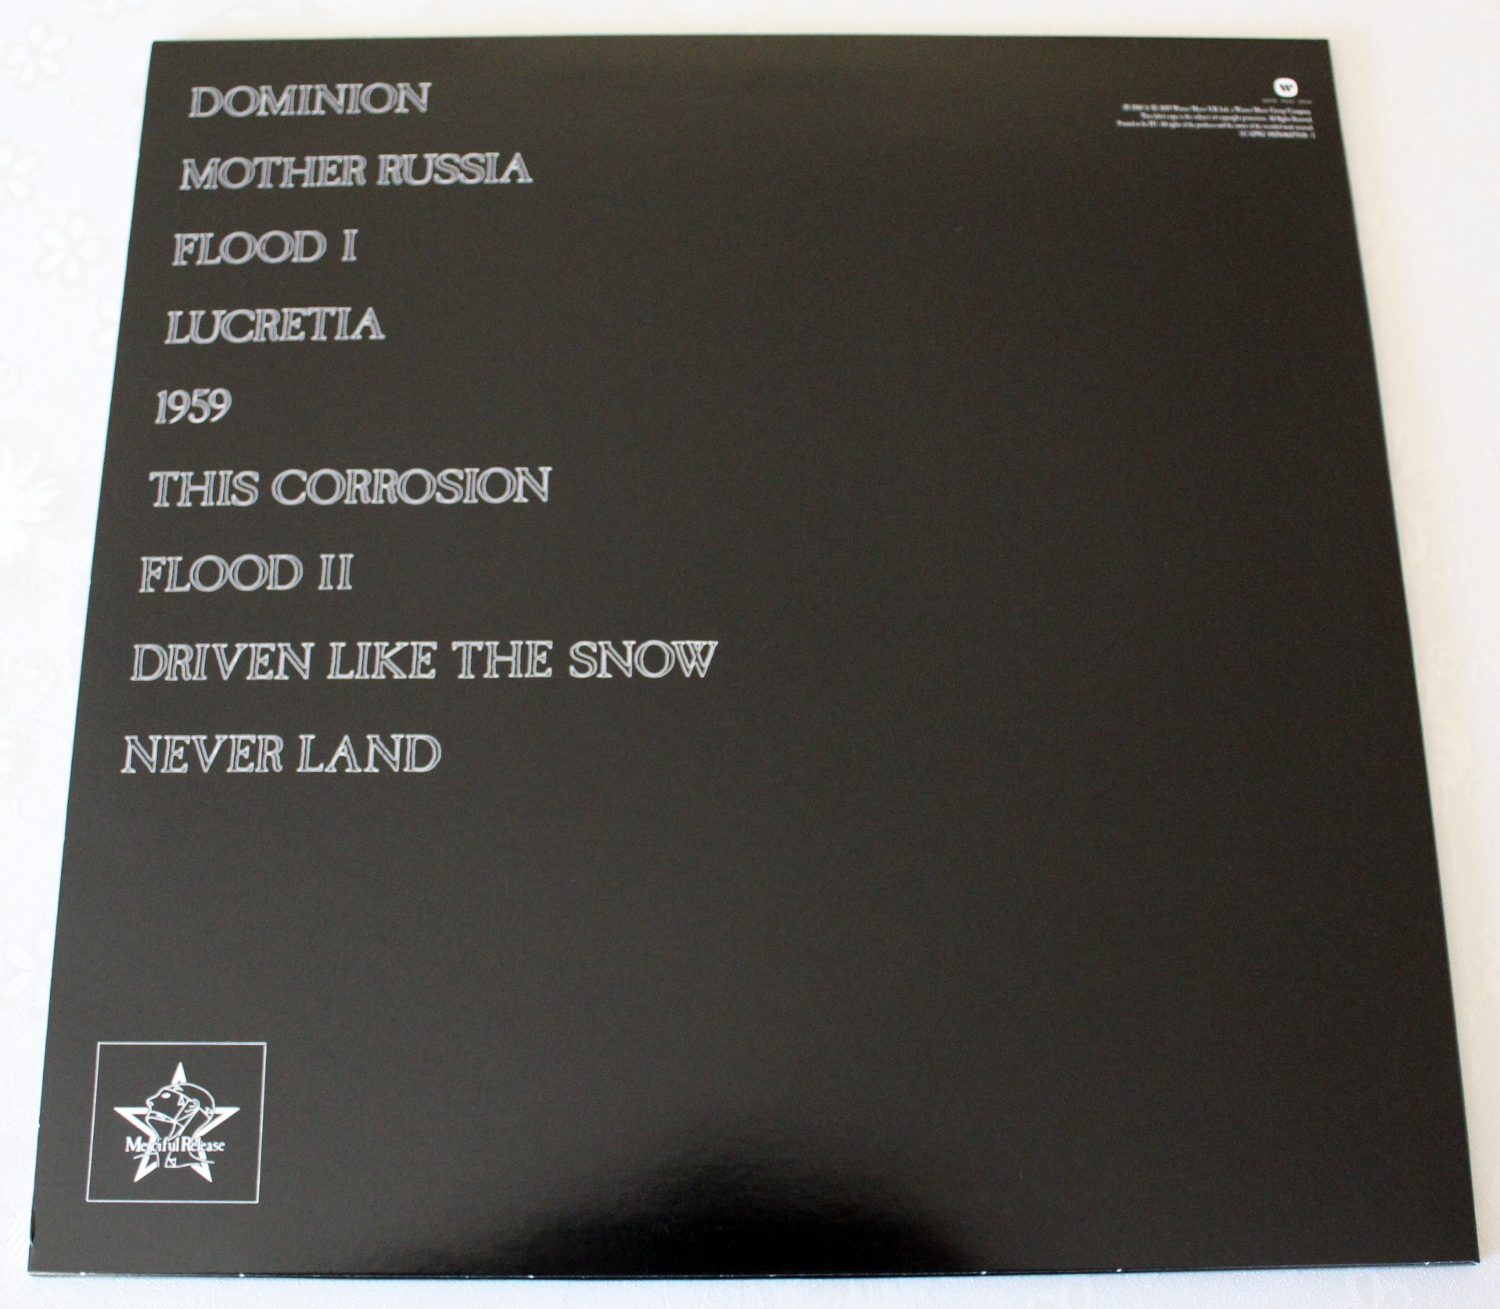 DOMINION
MOTHER RUSSIA
FLOOD I
LUCRETIA
1959
THIS CORROSION
FLOOD II
DRIVEN LIKE THE SNOW
NEVER LAND
Merciful Release